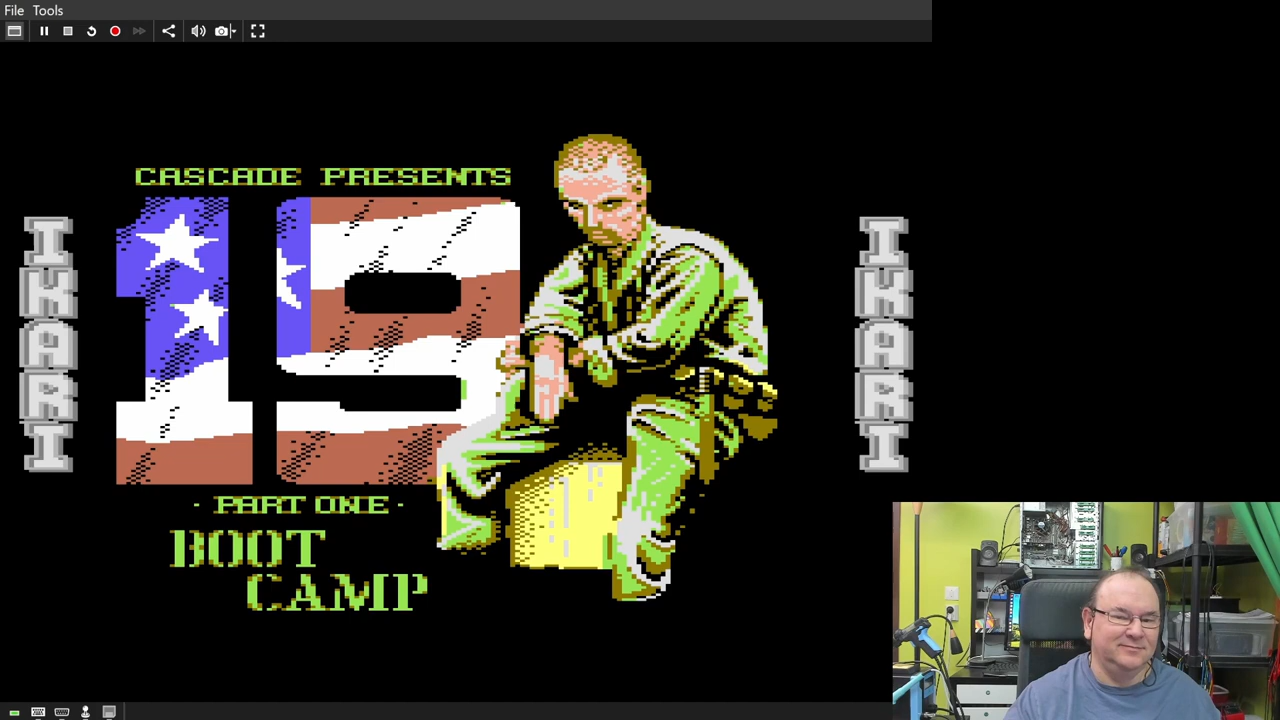 File Tools
CASCADE PRESENTS
19
IKARI
IKARI
- PART ONE -
BOOT
CAMP